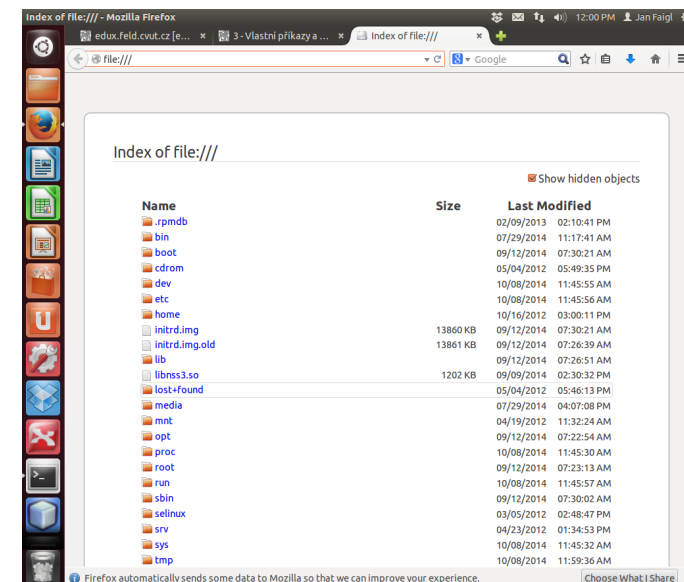 Index of file:/// - Mozilla Firefox 12:00 PM Jan Faigl
edux.feld.cvut.cz [e... × 3 - Vlastní příkazy a ... × Index of file:/// ×
file:/// Google
Index of file:///
Show hidden objects
Name Size Last Modified
.rpmdb 02/09/2013 02:10:41 PM
bin 07/29/2014 11:17:41 AM
boot 09/12/2014 07:30:21 AM
cdrom 05/04/2012 05:49:35 PM
dev 10/08/2014 11:45:55 AM
etc 10/08/2014 11:45:56 AM
home 10/16/2012 03:00:11 PM
initrd.img 13860 KB 09/12/2014 07:30:21 AM
initrd.img.old 13861 KB 09/12/2014 07:26:39 AM
lib 09/12/2014 07:26:51 AM
libnss3.so 1202 KB 09/09/2014 02:30:32 PM
lost+found 05/04/2012 05:46:13 PM
media 07/29/2014 04:07:08 PM
mnt 04/19/2012 11:32:24 AM
opt 09/12/2014 07:22:54 AM
proc 10/08/2014 11:45:30 AM
root 09/12/2014 07:23:13 AM
run 10/08/2014 11:45:57 AM
sbin 09/12/2014 07:30:02 AM
selinux 03/05/2012 02:48:47 PM
srv 04/23/2012 01:34:53 PM
sys 10/08/2014 11:45:32 AM
tmp 10/08/2014 11:59:36 AM
Firefox automatically sends some data to Mozilla so that we can improve your experience. Choose What I Share